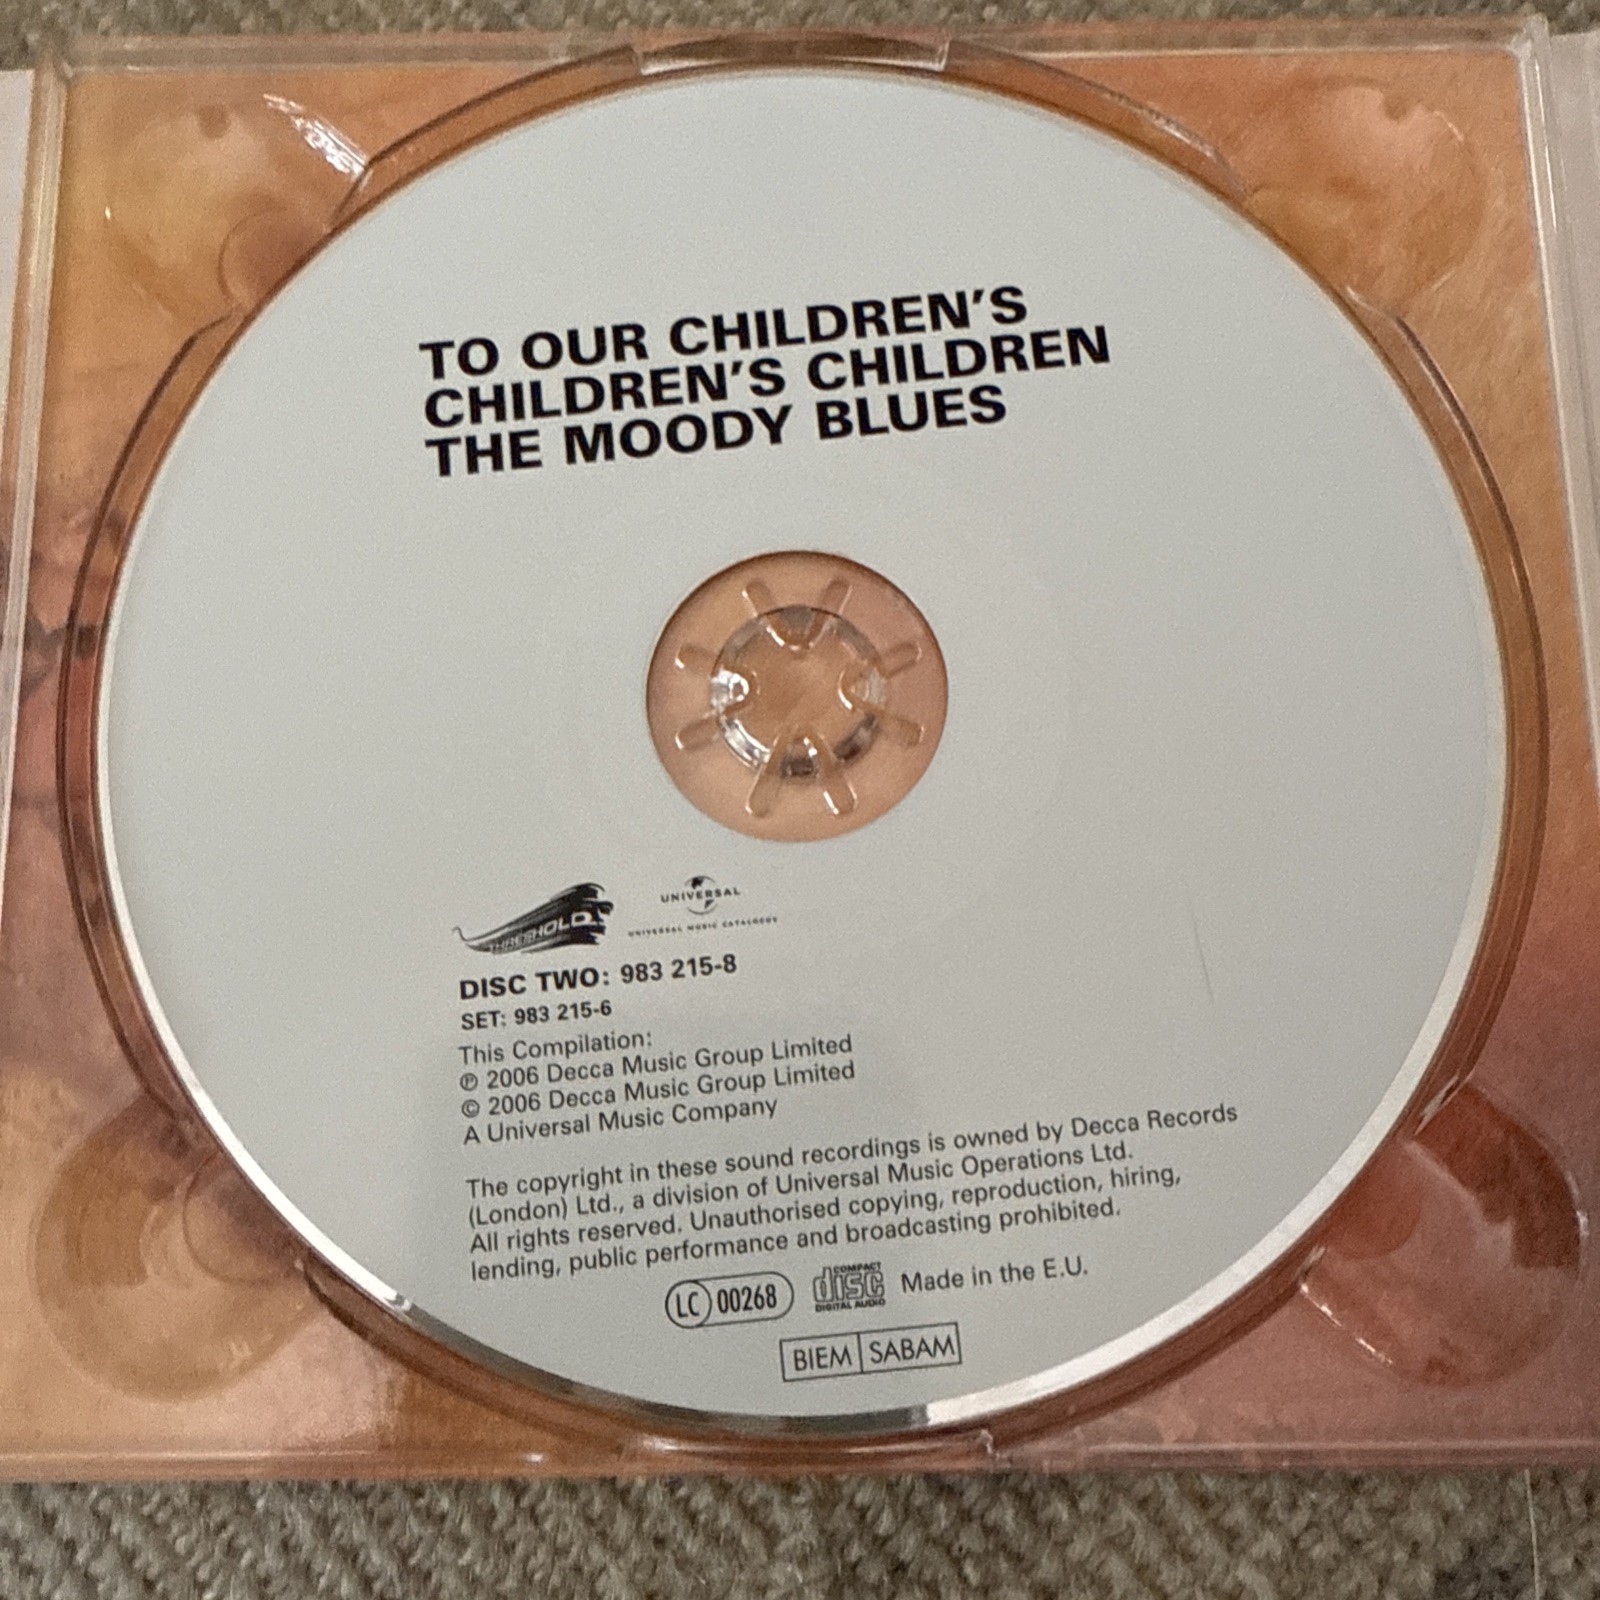 TO OUR CHILDREN'S
CHILDREN'S CHILDREN
THE MOODY BLUES
THRESHOLD
UNIVERSAL
UNIVERSAL MUSIC CATALOGUE
DISC TWO: 983 215-8
SET: 983 215-6
This Compilation:
℗ 2006 Decca Music Group Limited
© 2006 Decca Music Group Limited
A Universal Music Company
The copyright in these sound recordings is owned by Decca Records
(London) Ltd., a division of Universal Music Operations Ltd.
All rights reserved. Unauthorised copying, reproduction, hiring,
lending, public performance and broadcasting prohibited.
LC 00268 COMPACT disc DIGITAL AUDIO Made in the E.U.
BIEM SABAM